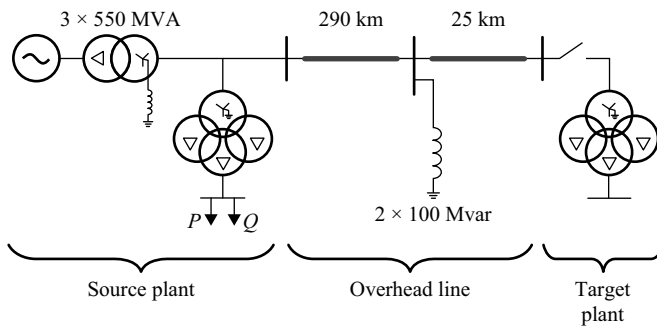 3 × 550 MVA
290 km
25 km
P
Q
2 × 100 Mvar
Source plant
Overhead line
Target
plant